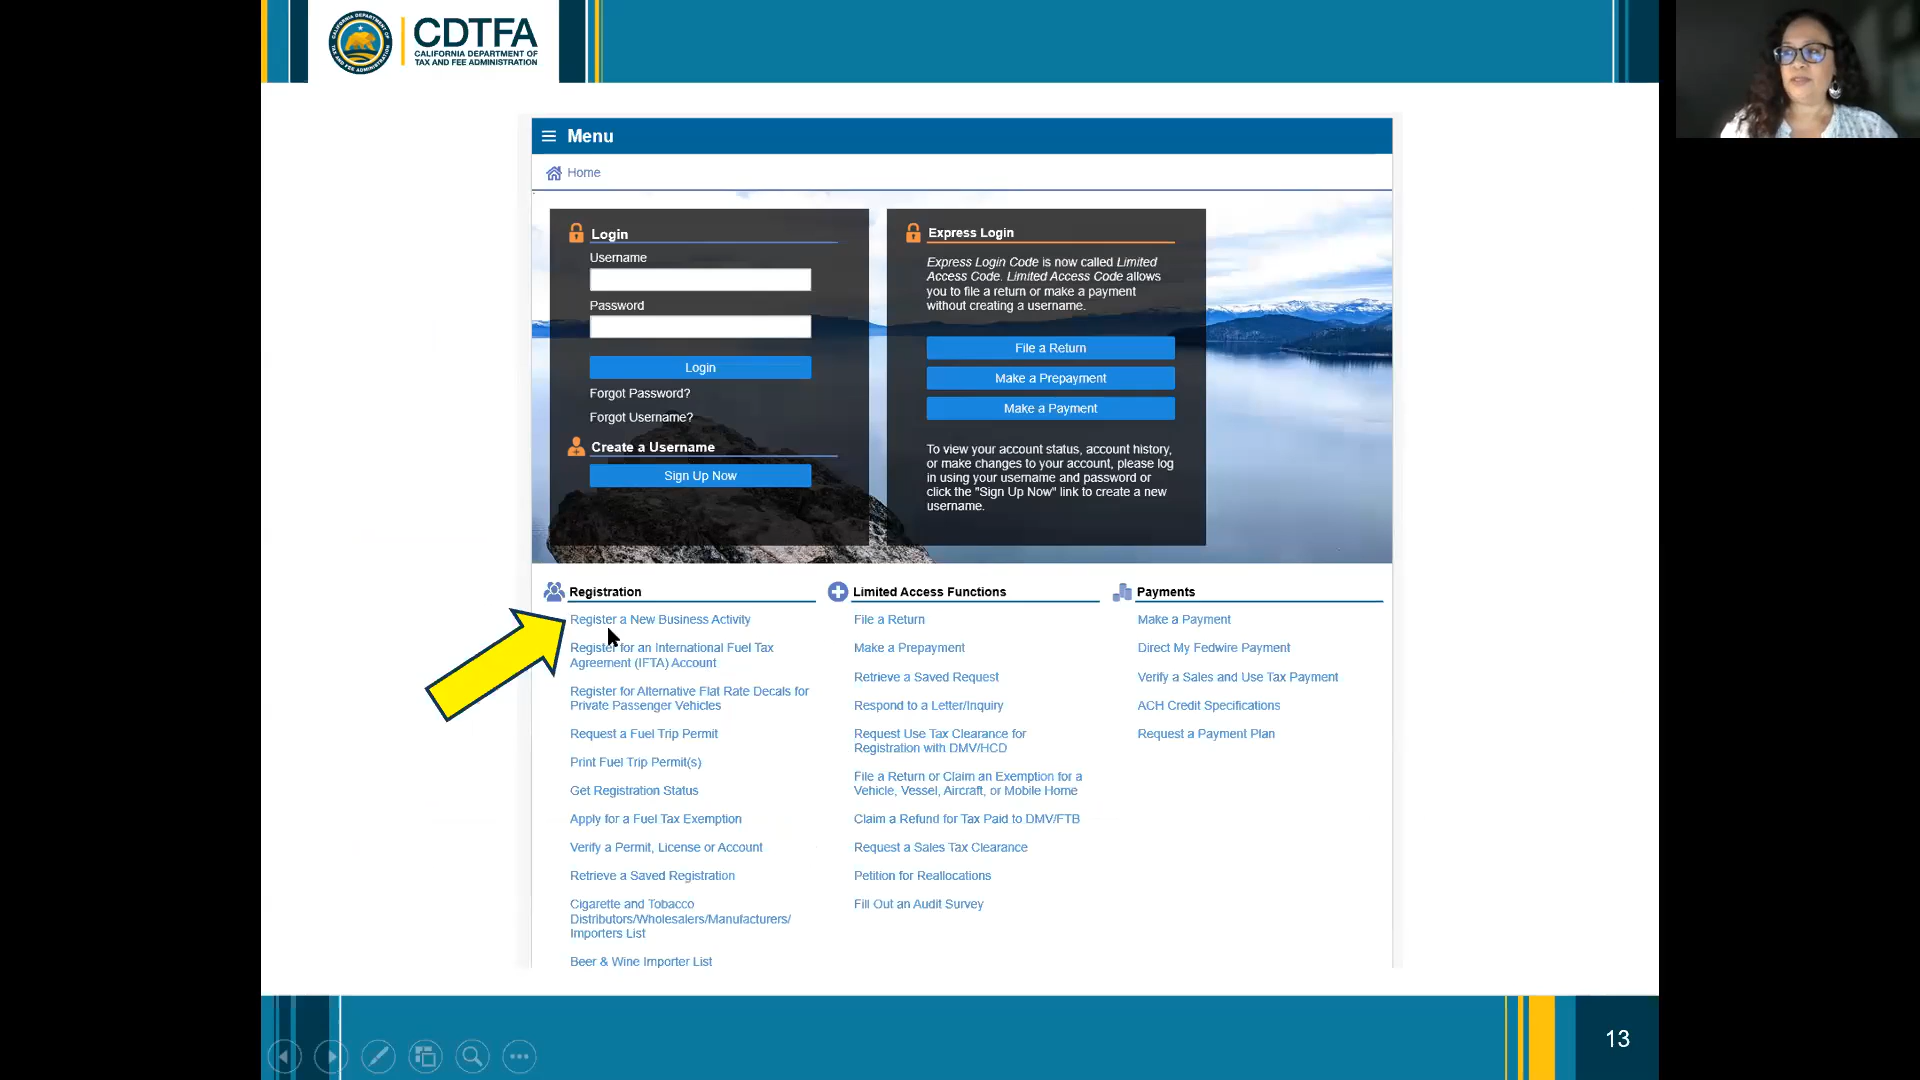 CDTFA
CALIFORNIA DEPARTMENT OF
TAX AND FEE ADMINISTRATION
Menu
Home
Login
Username
Password
Login
Forgot Password?
Forgot Username?
Create a Username
Sign Up Now
Express Login
Express Login Code is now called Limited
Access Code. Limited Access Code allows
you to file a return or make a payment
without creating a username.
File a Return
Make a Prepayment
Make a Payment
To view your account status, account history,
or make changes to your account, please log
in using your username and password or
click the "Sign Up Now" link to create a new
username.
Registration
Register a New Business Activity
Register for an International Fuel Tax
Agreement (IFTA) Account
Register for Alternative Flat Rate Decals for
Private Passenger Vehicles
Request a Fuel Trip Permit
Print Fuel Trip Permit(s)
Get Registration Status
Apply for a Fuel Tax Exemption
Verify a Permit, License or Account
Retrieve a Saved Registration
Cigarette and Tobacco
Distributors/Wholesalers/Manufacturers/
Importers List
Beer & Wine Importer List
Limited Access Functions
File a Return
Make a Prepayment
Retrieve a Saved Request
Respond to a Letter/Inquiry
Request Use Tax Clearance for
Registration with DMV/HCD
File a Return or Claim an Exemption for a
Vehicle, Vessel, Aircraft, or Mobile Home
Claim a Refund for Tax Paid to DMV/FTB
Request a Sales Tax Clearance
Petition for Reallocations
Fill Out an Audit Survey
Payments
Make a Payment
Direct My Fedwire Payment
Verify a Sales and Use Tax Payment
ACH Credit Specifications
Request a Payment Plan
13